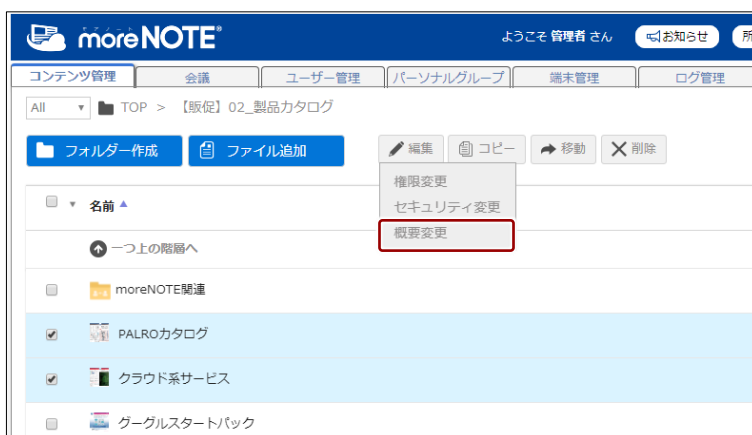 モアノート
moreNOTE®
ようこそ 管理者 さん
お知らせ
所
コンテンツ管理
会議
ユーザー管理
パーソナルグループ
端末管理
ログ管理
All ▼ TOP > 【販促】02_製品カタログ
フォルダー作成
ファイル追加
編集
コピー
移動
削除
権限変更
セキュリティ変更
概要変更
▼ 名前 ▲
一つ上の階層へ
moreNOTE関連
PALROカタログ
クラウド系サービス
グーグルスタートパック